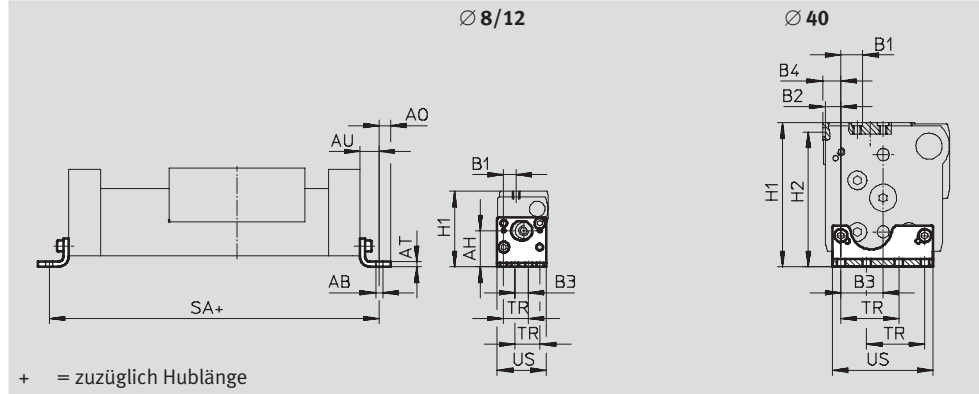 ∅ 8/12
∅ 40
B1
B4
B2
AO
AU
B1
H1
AH
H1
H2
AT
AB
B3
B3
SA+
TR
TR
TR
TR
US
US
+ = zuzüglich Hublänge